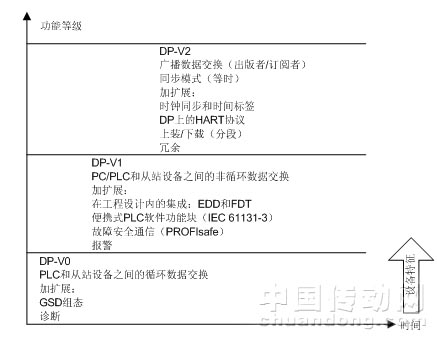 功能等级
DP-V2
广播数据交换（出版者/订阅者）
同步模式（等时）
加扩展:
时钟同步和时间标签
DP上的HART协议
上装/下载（分段）
冗余
DP-V1
PC/PLC和从站设备之间的非循环数据交换
加扩展:
在工程设计内的集成：EDD和FDT
便携式PLC软件功能块（IEC 61131-3）
故障安全通信（PROFIsafe）
报警
DP-V0
PLC和从站设备之间的循环数据交换
加扩展:
GSD组态
诊断
设备特征
时间
中国传动网
chuandong.com